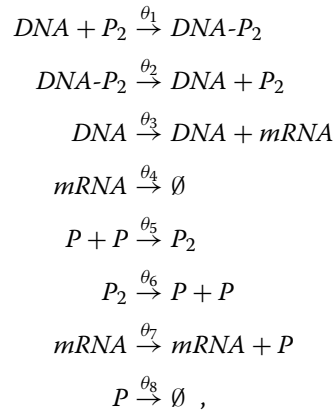 DNA + P₂ →^θ₁ DNA-P₂
DNA-P₂ →^θ₂ DNA + P₂
DNA →^θ₃ DNA + mRNA
mRNA →^θ₄ ∅
P + P →^θ₅ P₂
P₂ →^θ₆ P + P
mRNA →^θ₇ mRNA + P
P →^θ₈ ∅ ,